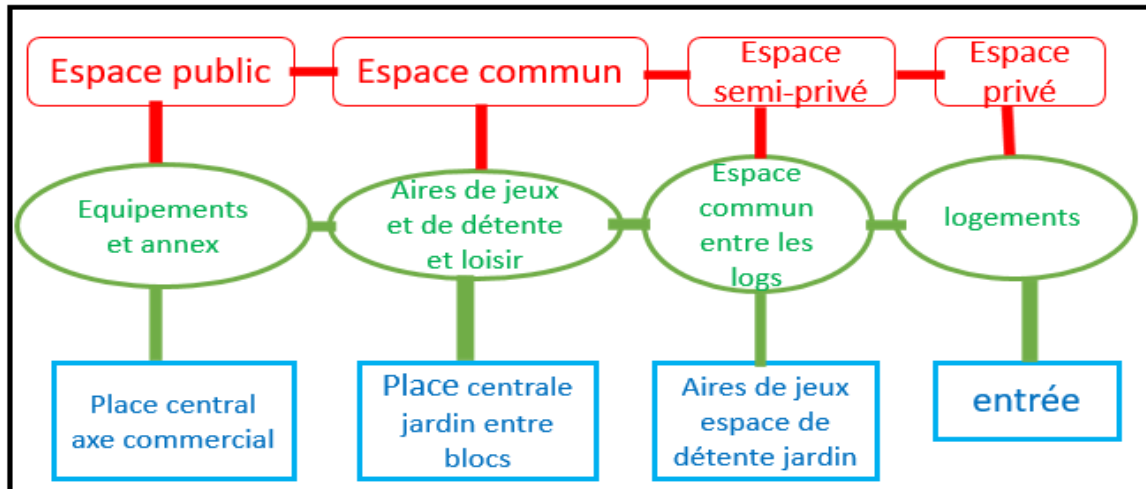 Espace public
Espace commun
Espace
semi-privé
Espace
privé
Equipements
et annex
Aires de jeux
et de détente
et loisir
Espace
commun
entre les
logs
logements
Place central
axe commercial
Place centrale
jardin entre
blocs
Aires de jeux
espace de
détente jardin
entrée